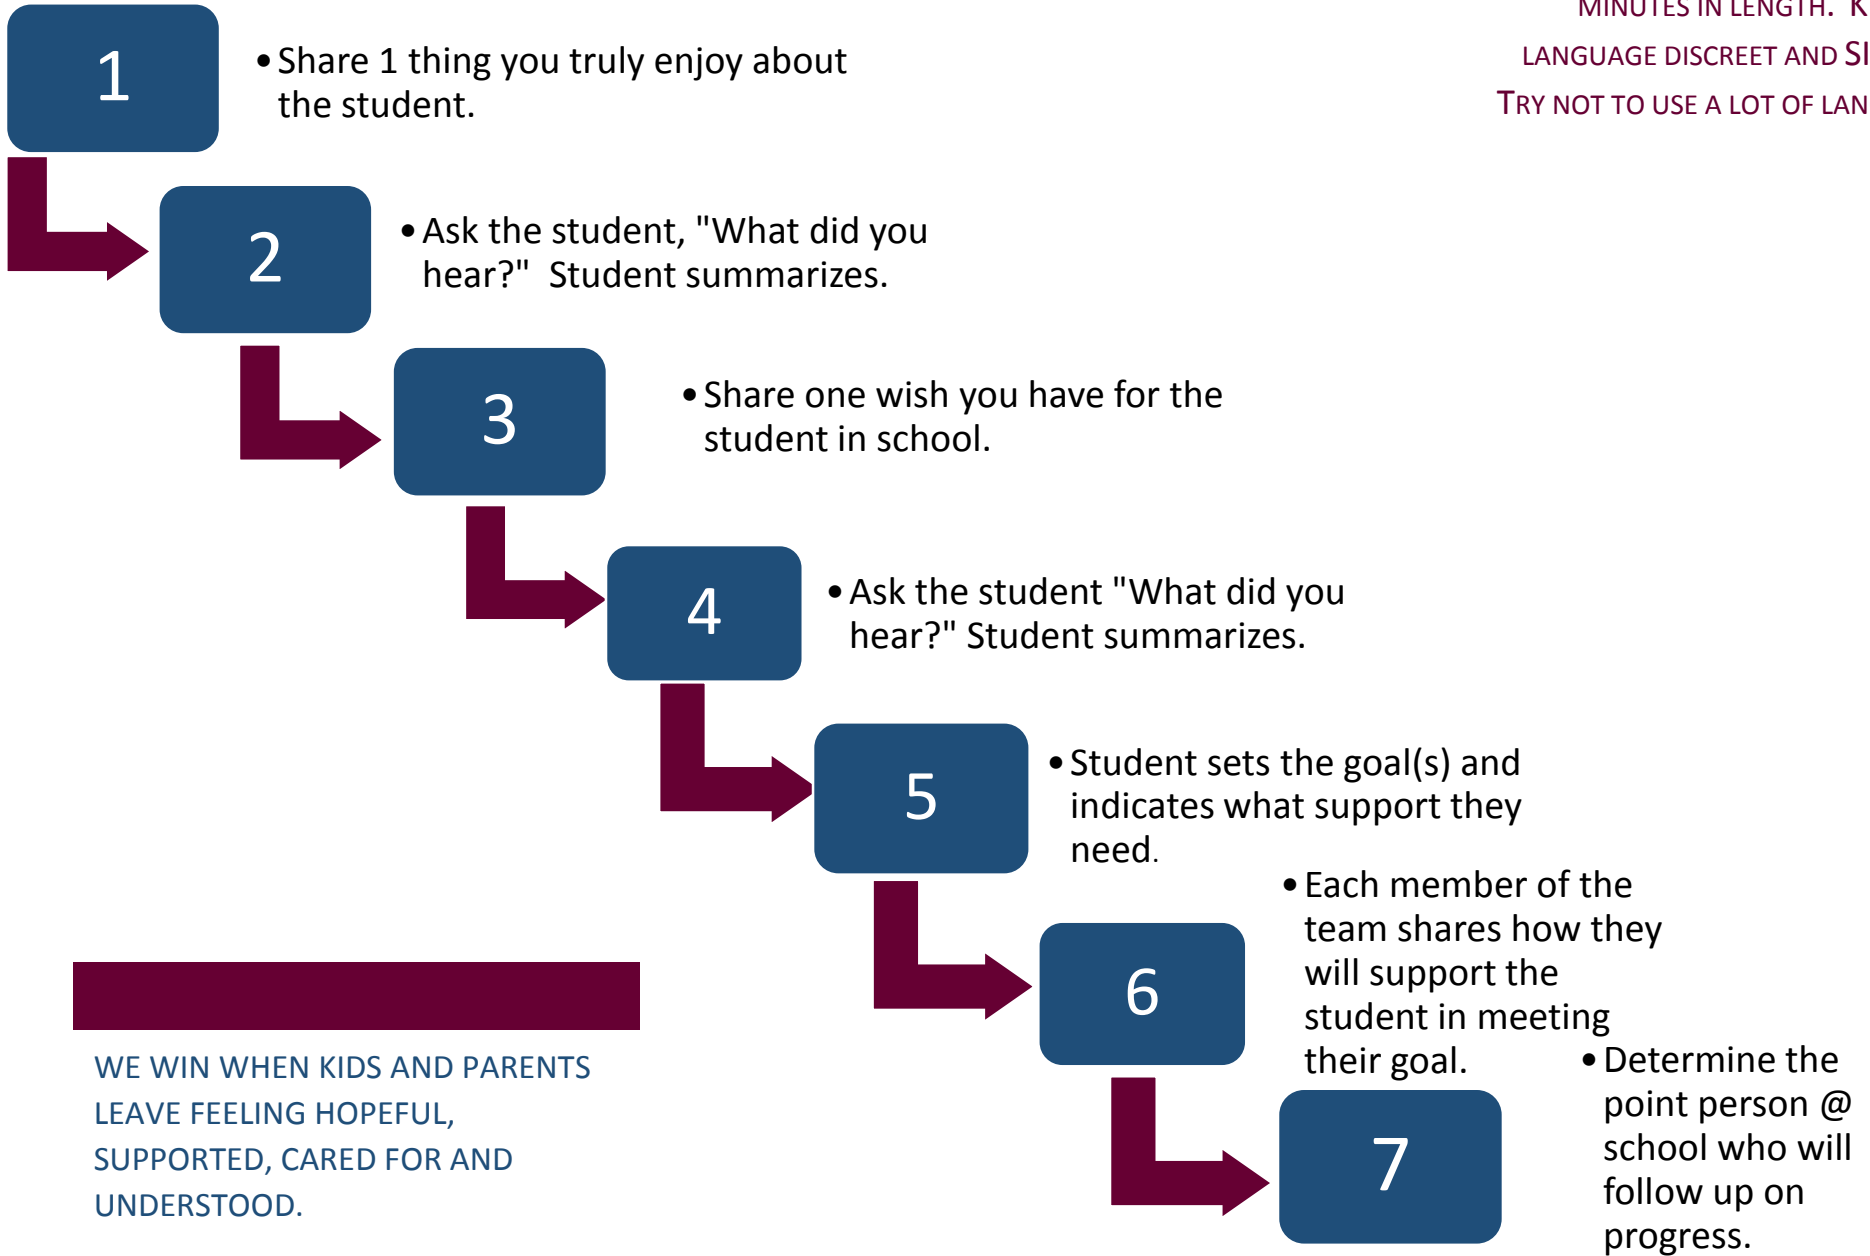 MINUTES IN LENGTH. K
LANGUAGE DISCREET AND SI
TRY NOT TO USE A LOT OF LAN
1
•Share 1 thing you truly enjoy about
the student.
2
•Ask the student, "What did you
hear?"  Student summarizes.
3
•Share one wish you have for the
student in school.
4
•Ask the student "What did you
hear?" Student summarizes.
5
•Student sets the goal(s) and
indicates what support they
need.
6
•Each member of the
team shares how they
will support the
student in meeting
their goal.
7
•Determine the
point person @
school who will
follow up on
progress.
WE WIN WHEN KIDS AND PARENTS
LEAVE FEELING HOPEFUL,
SUPPORTED, CARED FOR AND
UNDERSTOOD.